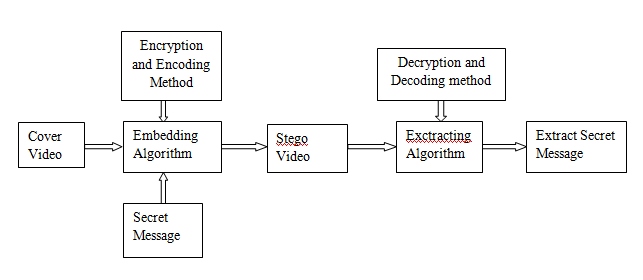 Encryption
and Encoding
Method
Decryption and
Decoding method
Cover
Video
Embedding
Algorithm
Stego
Video
Exctracting
Algorithm
Extract Secret
Message
Secret
Message